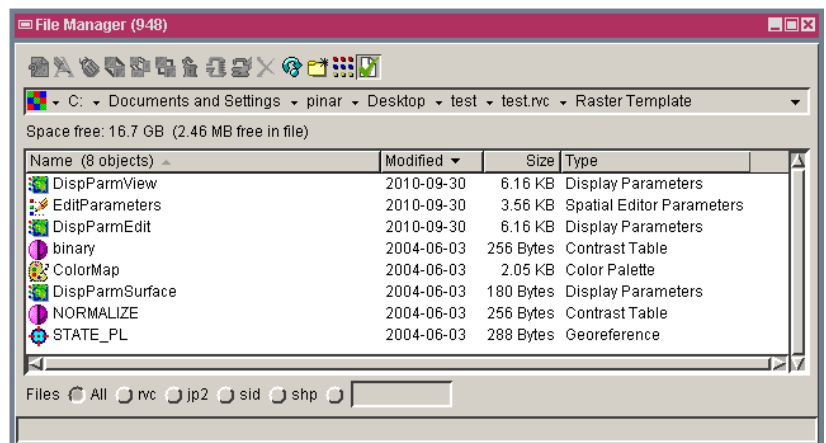 File Manager (948)
C: Documents and Settings pinar Desktop test test.rvc Raster Template
Space free: 16.7 GB (2.46 MB free in file)
Name (8 objects) Modified Size Type
DispParmView 2010-09-30 6.16 KB Display Parameters
EditParameters 2010-09-30 3.56 KB Spatial Editor Parameters
DispParmEdit 2010-09-30 6.16 KB Display Parameters
binary 2004-06-03 256 Bytes Contrast Table
ColorMap 2004-06-03 2.05 KB Color Palette
DispParmSurface 2004-06-03 180 Bytes Display Parameters
NORMALIZE 2004-06-03 256 Bytes Contrast Table
STATE_PL 2004-06-03 288 Bytes Georeference
Files All rvc jp2 sid shp